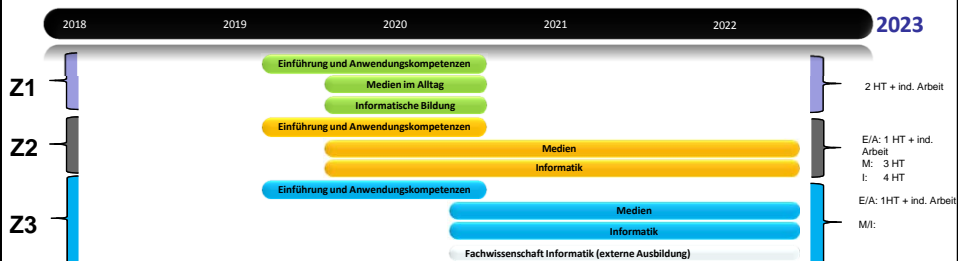 2018 2019 2020 2021 2022 2023
Einführung und Anwendungskompetenzen
Z1
Medien im Alltag
2 HT + ind. Arbeit
Informatische Bildung
Einführung und Anwendungskompetenzen
Z2
Medien
Informatik
E/A: 1 HT + ind.
Arbeit
M: 3 HT
I: 4 HT
Einführung und Anwendungskompetenzen
Z3
Medien
Informatik
Fachwissenschaft Informatik (externe Ausbildung)
E/A: 1HT + ind. Arbeit
M/I: